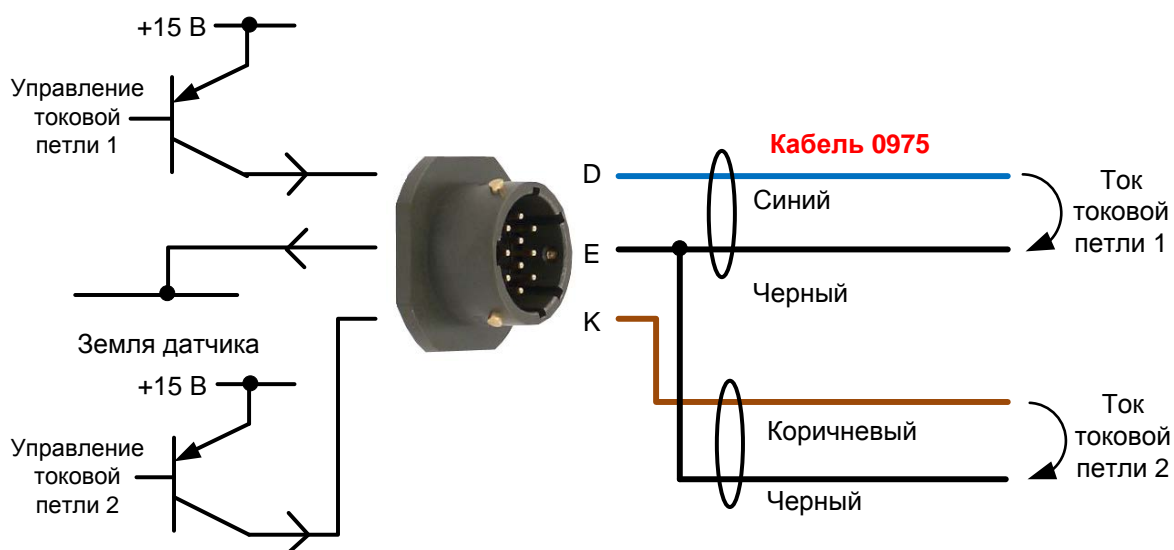 +15 В
Управление
токовой
петли 1
Кабель 0975
D
Синий
Ток
токовой
петли 1
E
Черный
K
Земля датчика
+15 В
Управление
токовой
петли 2
Коричневый
Ток
токовой
петли 2
Черный